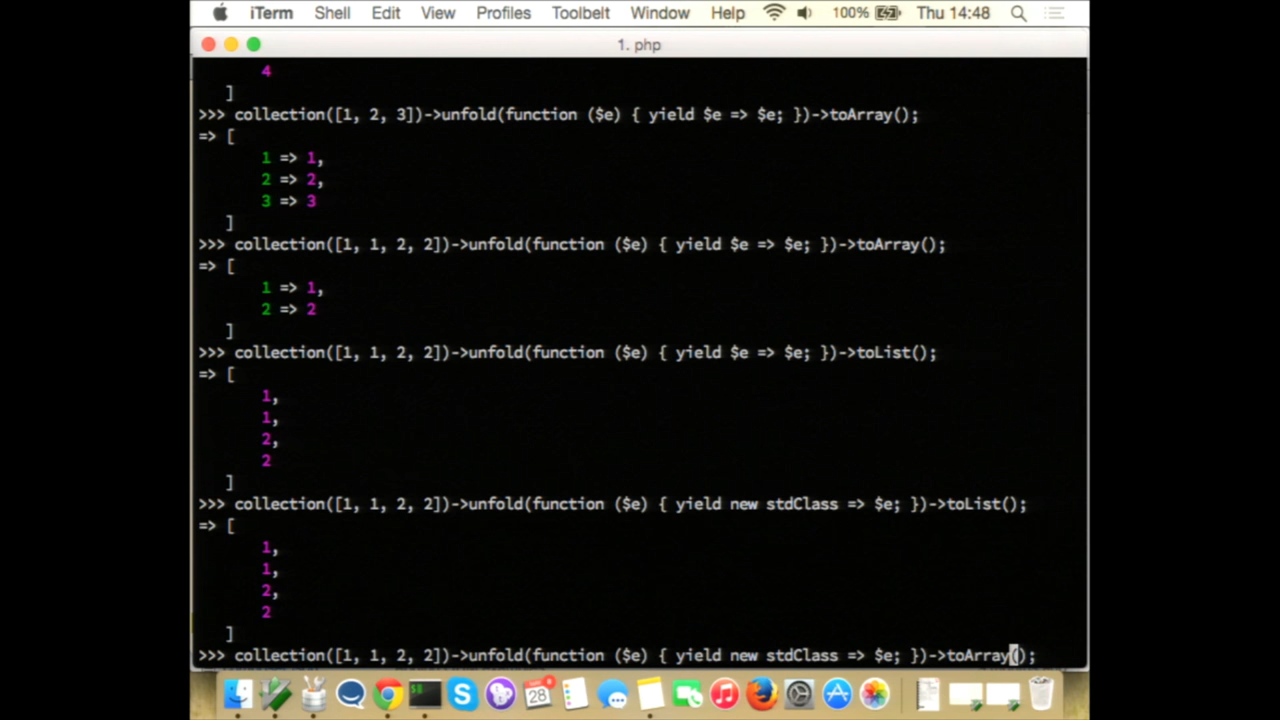 iTerm Shell Edit View Profiles Toolbelt Window Help 100% Thu 14:48
1. php
4
]
>>> collection([1, 2, 3])->unfold(function ($e) { yield $e => $e; })->toArray();
=> [
1 => 1,
2 => 2,
3 => 3
]
>>> collection([1, 1, 2, 2])->unfold(function ($e) { yield $e => $e; })->toArray();
=> [
1 => 1,
2 => 2
]
>>> collection([1, 1, 2, 2])->unfold(function ($e) { yield $e => $e; })->toList();
=> [
1,
1,
2,
2
]
>>> collection([1, 1, 2, 2])->unfold(function ($e) { yield new stdClass => $e; })->toList();
=> [
1,
1,
2,
2
]
>>> collection([1, 1, 2, 2])->unfold(function ($e) { yield new stdClass => $e; })->toArray();
28